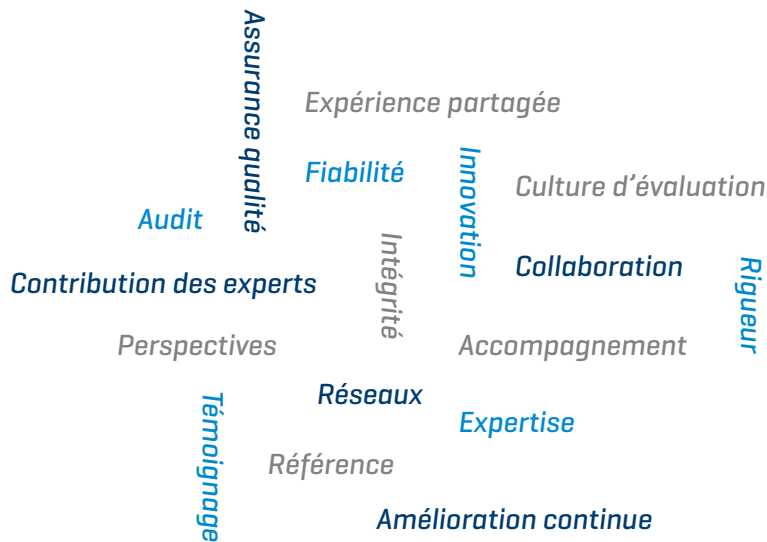 Assurance qualité
Expérience partagée
Fiabilité
Innovation
Culture d’évaluation
Audit
Intégrité
Contribution des experts
Collaboration
Rigueur
Perspectives
Accompagnement
Réseaux
Témoignage
Expertise
Référence
Amélioration continue